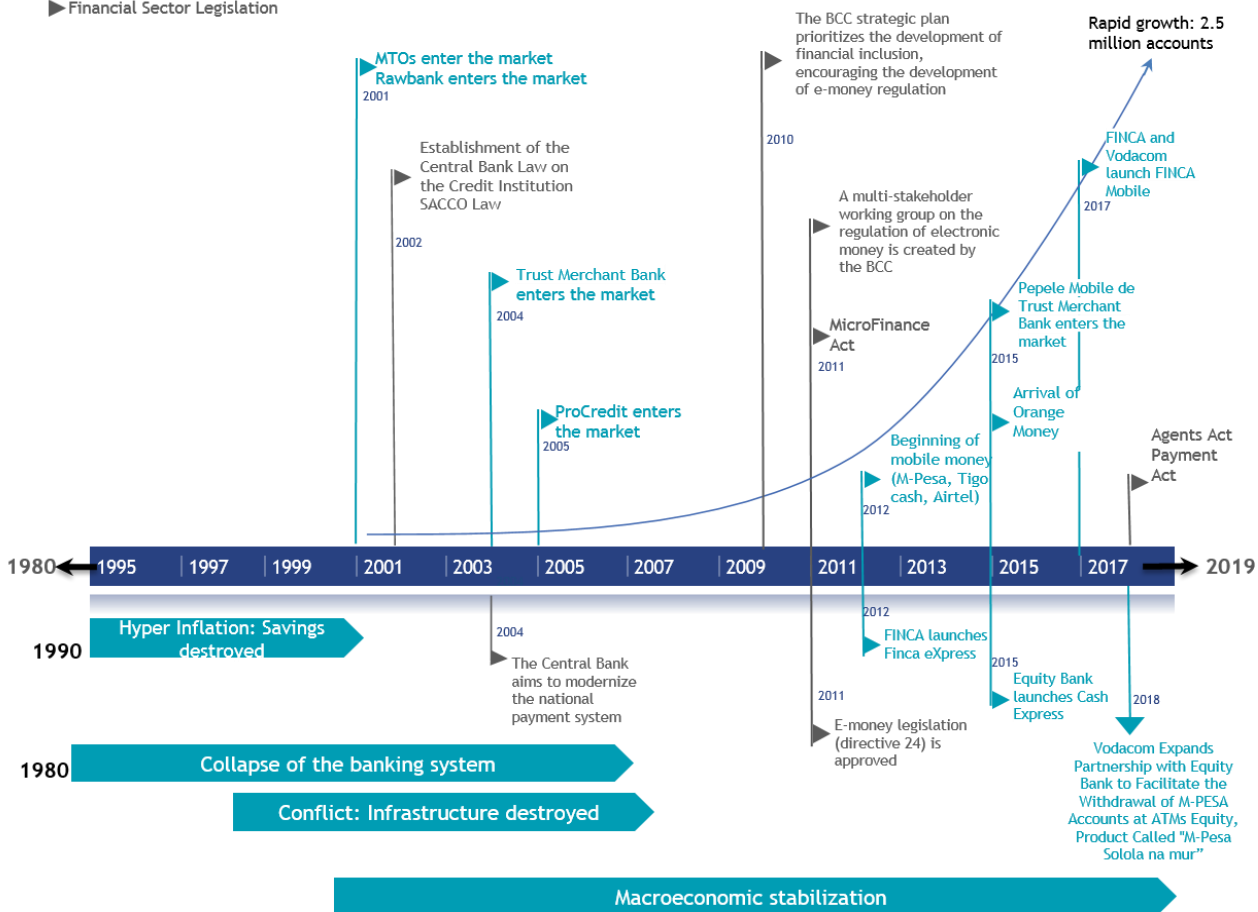 Financial Sector Legislation
MTOs enter the market
Rawbank enters the market
2001
Establishment of the
Central Bank Law on
the Credit Institution
SACCO Law
2002
Trust Merchant Bank
enters the market
2004
ProCredit enters
the market
2005
The BCC strategic plan
prioritizes the development of
financial inclusion,
encouraging the development
of e-money regulation
2010
A multi-stakeholder
working group on the
regulation of electronic
money is created by
the BCC
MicroFinance
Act
2011
Beginning of
mobile money
(M-Pesa, Tigo
cash, Airtel)
2012
Rapid growth: 2.5
million accounts
FINCA and
Vodacom
launch FINCA
Mobile
2017
Pepele Mobile de
Trust Merchant
Bank enters the
market
2015
Arrival of
Orange
Money
Agents Act
Payment
Act
1980
1995
1997
1999
2001
2003
2005
2007
2009
2011
2013
2015
2017
2019
1990
Hyper Inflation: Savings
destroyed
2004
The Central Bank
aims to modernize
the national
payment system
2012
FINCA launches
Finca eXpress
2011
E-money legislation
(directive 24) is
approved
2015
Equity Bank
launches Cash
Express
2018
Vodacom Expands
Partnership with Equity
Bank to Facilitate the
Withdrawal of M-PESA
Accounts at ATMs Equity,
Product Called "M-Pesa
Solola na mur”
1980
Collapse of the banking system
Conflict: Infrastructure destroyed
Macroeconomic stabilization